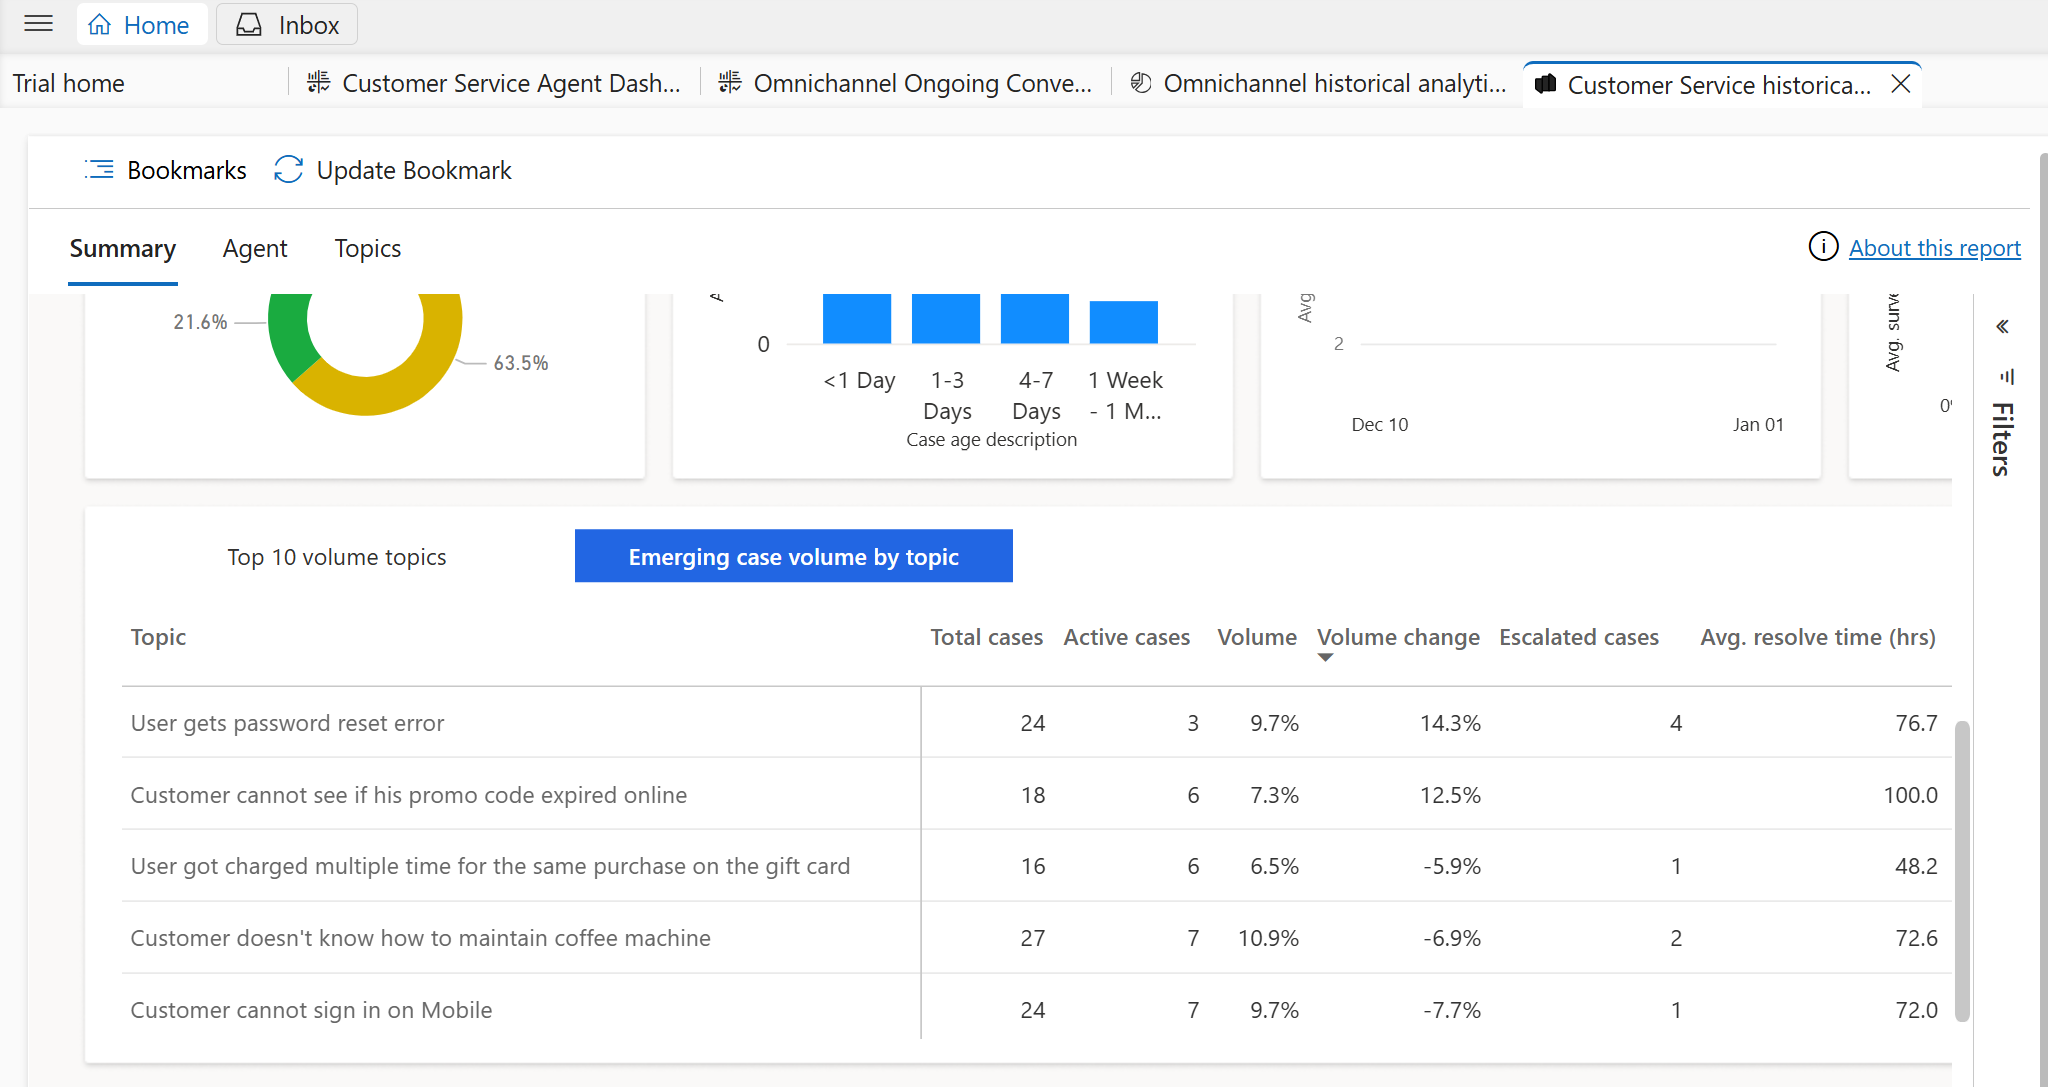 Home
Inbox
Trial home
Customer Service Agent Dash...
Omnichannel Ongoing Conve...
Omnichannel historical analyti...
Customer Service historica...
Bookmarks
Update Bookmark
Summary
Agent
Topics
About this report
21.6%
63.5%
0
<1 Day
1-3
Days
4-7
Days
1 Week
- 1 M...
Case age description
Avg
2
Dec 10
Jan 01
Avg.
Filters
Top 10 volume topics
Emerging case volume by topic
Topic Total cases Active cases Volume Volume change Escalated cases Avg. resolve time (hrs)
User gets password reset error 24 3 9.7% 14.3% 4 76.7
Customer cannot see if his promo code expired online 18 6 7.3% 12.5% 100.0
User got charged multiple time for the same purchase on the gift card 16 6 6.5% -5.9% 1 48.2
Customer doesn't know how to maintain coffee machine 27 7 10.9% -6.9% 2 72.6
Customer cannot sign in on Mobile 24 7 9.7% -7.7% 1 72.0